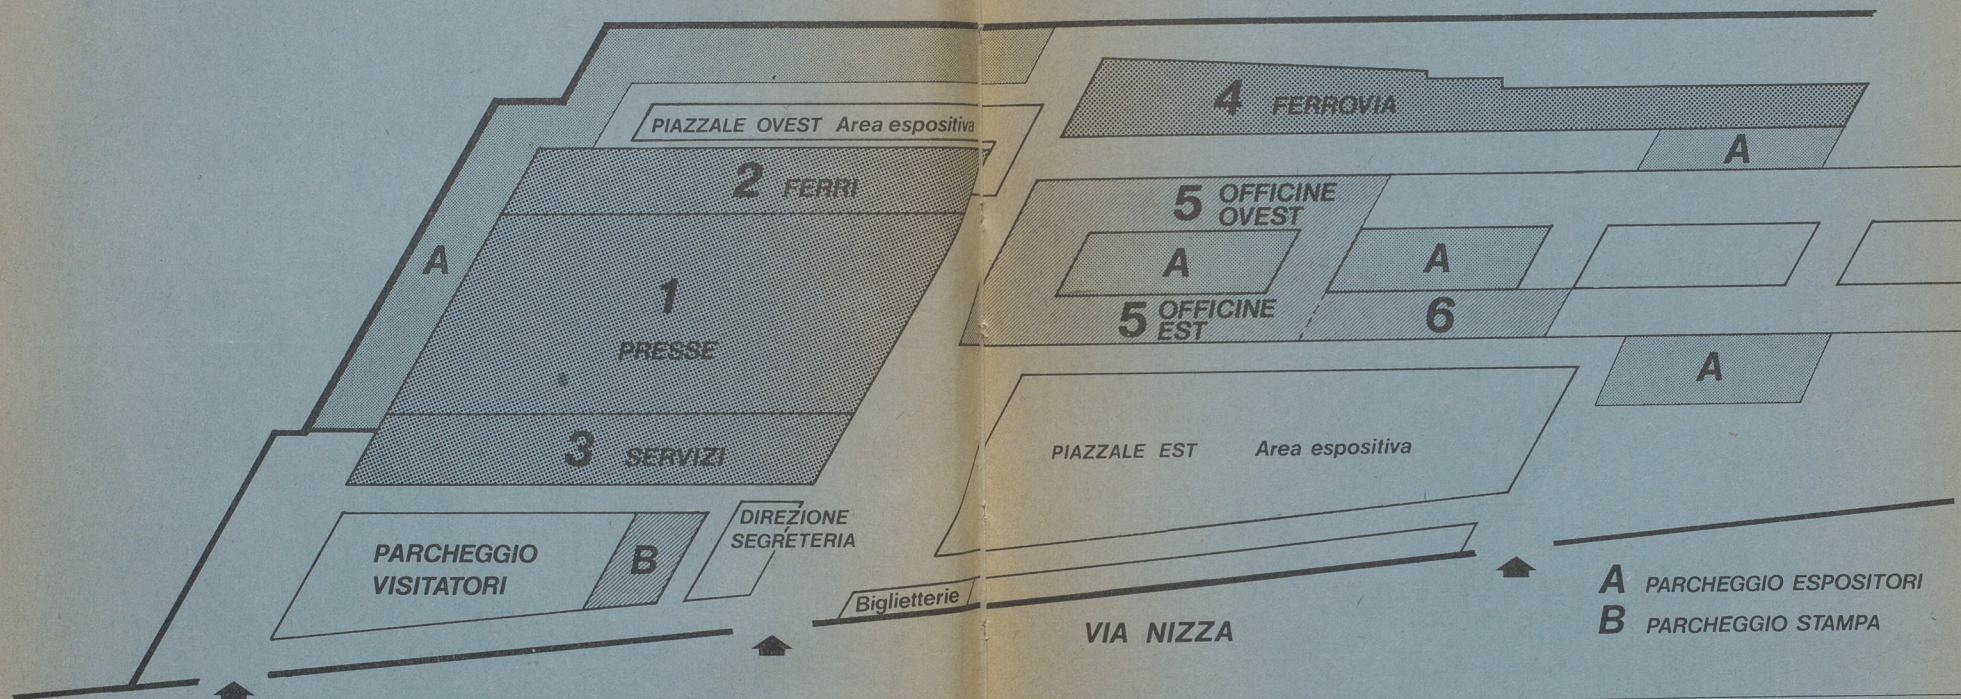 4 FERROVIA
PIAZZALE OVEST Area espositiva
A
2 FERRI
5 OFFICINE
OVEST
A
A
A
1
PRESSE
5 OFFICINE
EST
6
A
3 SERVIZI
PIAZZALE EST Area espositiva
DIREZIONE
SEGRETERIA
PARCHEGGIO
VISITATORI
B
Biglietterie
VIA NIZZA
A PARCHEGGIO ESPOSITORI
B PARCHEGGIO STAMPA